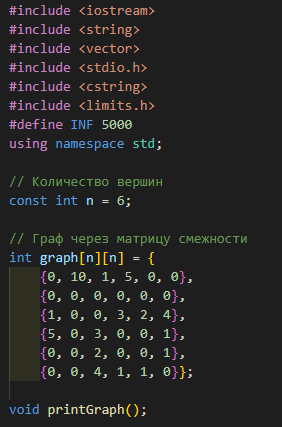 #include <iostream>
#include <string>
#include <vector>
#include <stdio.h>
#include <cstring>
#include <limits.h>
#define INF 5000
using namespace std;
// Количество вершин
const int n = 6;
// Граф через матрицу смежности
int graph[n][n] = {
{0, 10, 1, 5, 0, 0},
{0, 0, 0, 0, 0, 0},
{1, 0, 0, 3, 2, 4},
{5, 0, 3, 0, 0, 1},
{0, 0, 2, 0, 0, 1},
{0, 0, 4, 1, 1, 0}};
void printGraph();